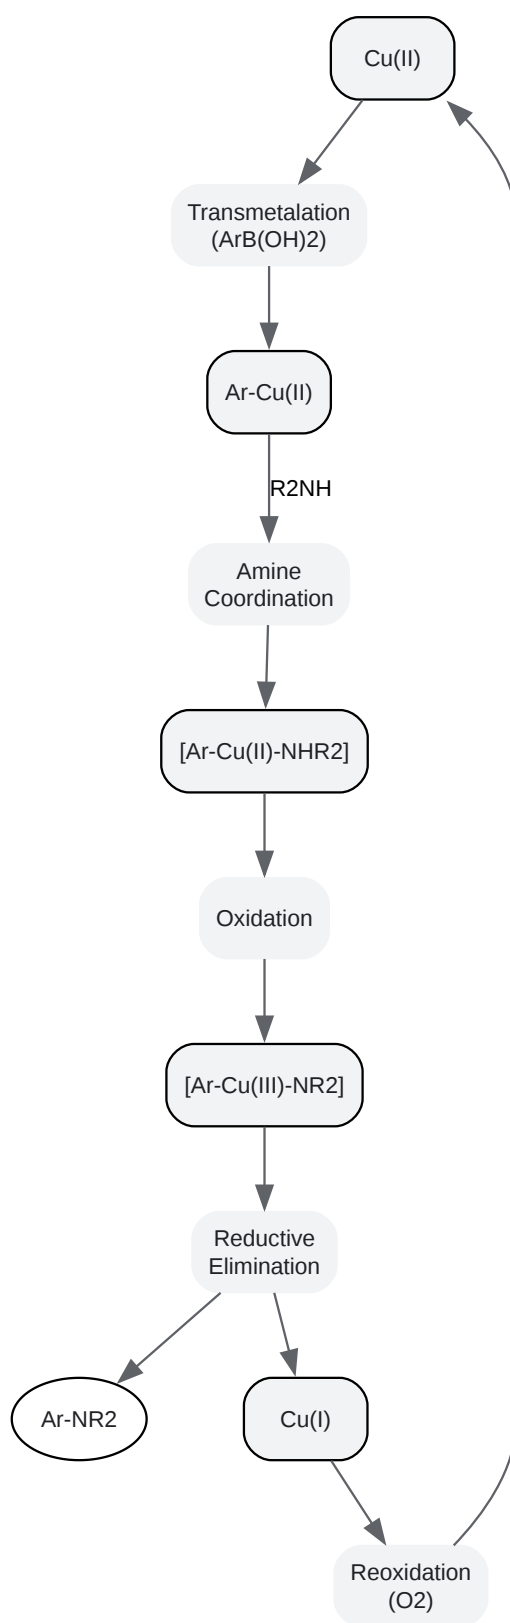 Cu(II)
Transmetalation
(ArB(OH)2)
Ar-Cu(II)
R2NH
Amine
Coordination
[Ar-Cu(II)-NHR2]
Oxidation
[Ar-Cu(III)-NR2]
Reductive
Elimination
Ar-NR2
Cu(I)
Reoxidation
(O2)